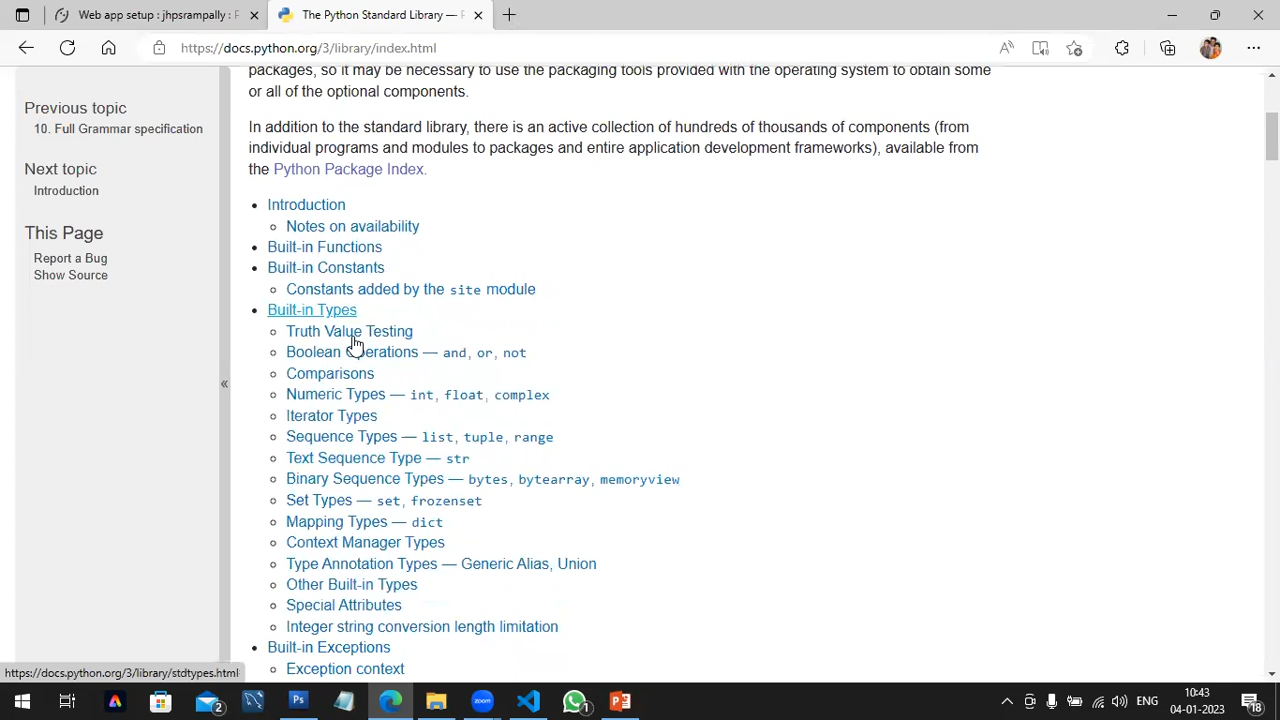 Web app setup : jhpsrampally : F
The Python Standard Library — F
https://docs.python.org/3/library/index.html
packages, so it may be necessary to use the packaging tools provided with the operating system to obtain some
or all of the optional components.
Previous topic
10. Full Grammar specification
Next topic
Introduction
This Page
Report a Bug
Show Source
«
In addition to the standard library, there is an active collection of hundreds of thousands of components (from
individual programs and modules to packages and entire application development frameworks), available from
the Python Package Index.
• Introduction
◦ Notes on availability
• Built-in Functions
• Built-in Constants
◦ Constants added by the site module
• Built-in Types
◦ Truth Value Testing
◦ Boolean Operations — and, or, not
◦ Comparisons
◦ Numeric Types — int, float, complex
◦ Iterator Types
◦ Sequence Types — list, tuple, range
◦ Text Sequence Type — str
◦ Binary Sequence Types — bytes, bytearray, memoryview
◦ Set Types — set, frozenset
◦ Mapping Types — dict
◦ Context Manager Types
◦ Type Annotation Types — Generic Alias, Union
◦ Other Built-in Types
◦ Special Attributes
◦ Integer string conversion length limitation
• Built-in Exceptions
◦ Exception context
https://docs.python.org/3/library/stdtypes.html
2
Ps
zoom
1
ENG
10:43
04-01-2023
18